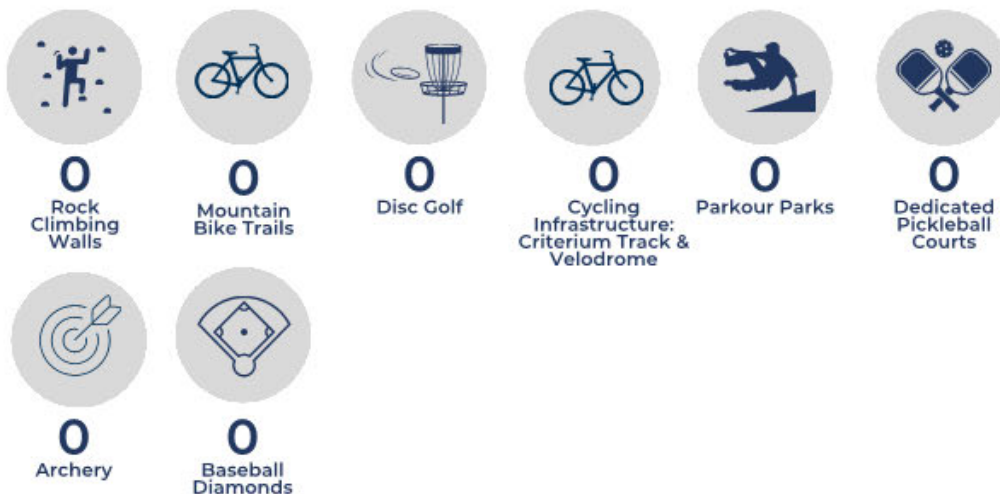 0
Rock
Climbing
Walls
0
Mountain
Bike Trails
0
Disc Golf
0
Cycling
Infrastructure:
Criterium Track &
Velodrome
0
Parkour Parks
0
Dedicated
Pickleball
Courts
0
Archery
0
Baseball
Diamonds